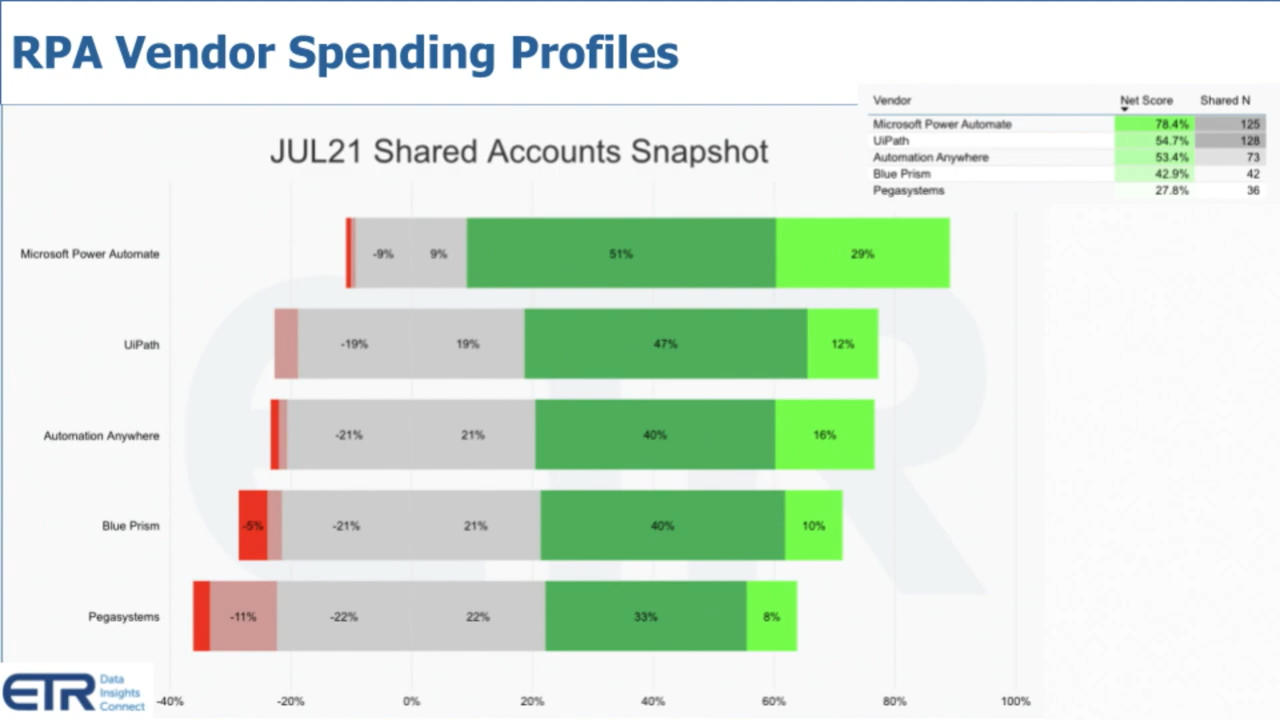 RPA Vendor Spending Profiles
Vendor Net Score Shared N
Microsoft Power Automate 78.4% 125
UiPath 54.7% 128
Automation Anywhere 53.4% 73
Blue Prism 42.9% 42
Pegasystems 27.8% 36
JUL21 Shared Accounts Snapshot
Microsoft Power Automate -9% 9% 51% 29%
UiPath -19% 19% 47% 12%
Automation Anywhere -21% 21% 40% 16%
Blue Prism -5% -21% 21% 40% 10%
Pegasystems -11% -22% 22% 33% 8%
-40% -20% 0% 20% 40% 60% 80% 100%
ETR
Data
Insights
Connect
ETR